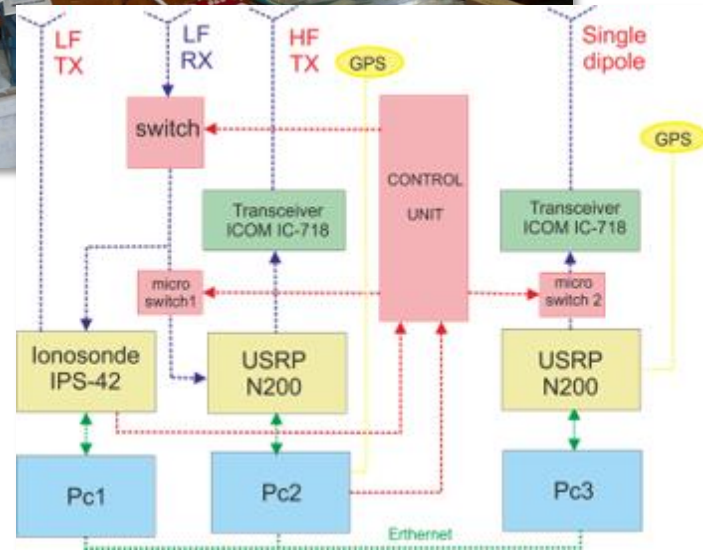 LF
TX
LF
RX
HF
TX
GPS
Single
dipole
GPS
switch
CONTROL
UNIT
Transceiver
ICOM IC-718
Transceiver
ICOM IC-718
micro
switch1
micro
switch 2
Ionosonde
IPS-42
USRP
N200
USRP
N200
Pc1
Pc2
Pc3
Erthernet